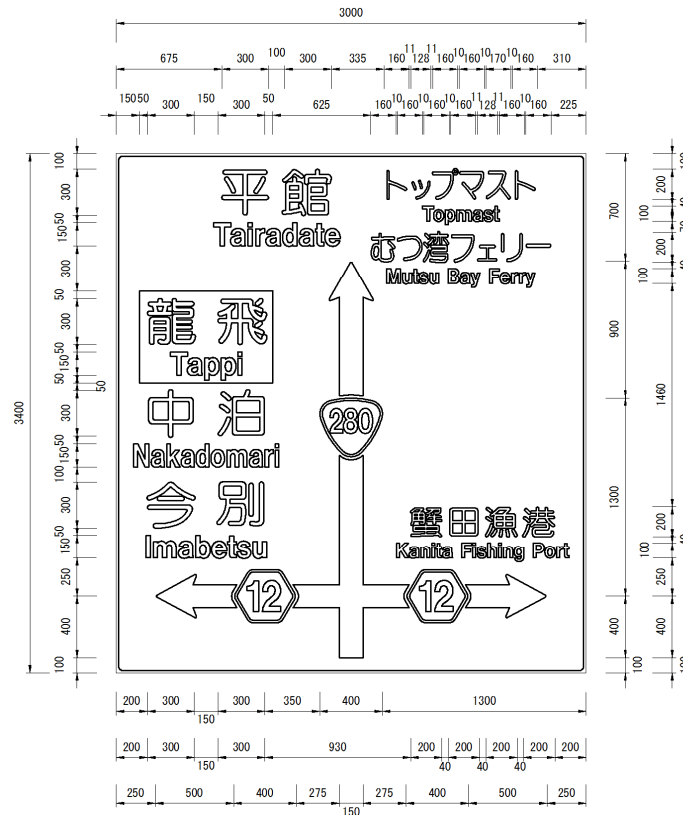 3000
675 300 100 300 335 160 11 128 11 160 10 160 10 170 10 160 310
150 50 300 150 300 50 625 160 10 160 10 160 10 160 11 128 11 160 10 160 225
平館
Tairadate
トップマスト
Topmast
むつ湾フェリー
Mutsu Bay Ferry
龍飛
Tappi
280
中泊
Nakadomari
今別
Imabetsu
蟹田漁港
Kanita Fishing Port
12
12
3400
100 300 50 150 300 50 300 50 150 50 300 50 150 100 300 50 150 250 400 100
50
700 900 1300 400 100
200 100 200 100 1460 200 100 250 400
200 300 150 300 350 400 1300
200 300 150 300 930 200 40 200 40 200 40 200 200
250 500 400 275 150 275 400 500 250